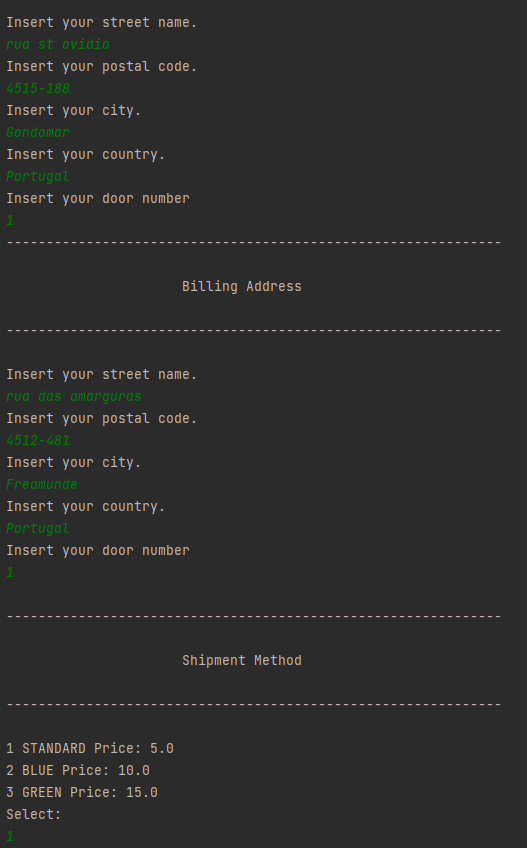 Insert your street name.
rua st ovidio
Insert your postal code.
4515-188
Insert your city.
Gondomar
Insert your country.
Portugal
Insert your door number
1
--------------------------------------------------------------
Billing Address
--------------------------------------------------------------
Insert your street name.
rua das amarguras
Insert your postal code.
4512-481
Insert your city.
Freamunde
Insert your country.
Portugal
Insert your door number
1
--------------------------------------------------------------
Shipment Method
--------------------------------------------------------------
1 STANDARD Price: 5.0
2 BLUE Price: 10.0
3 GREEN Price: 15.0
Select:
1